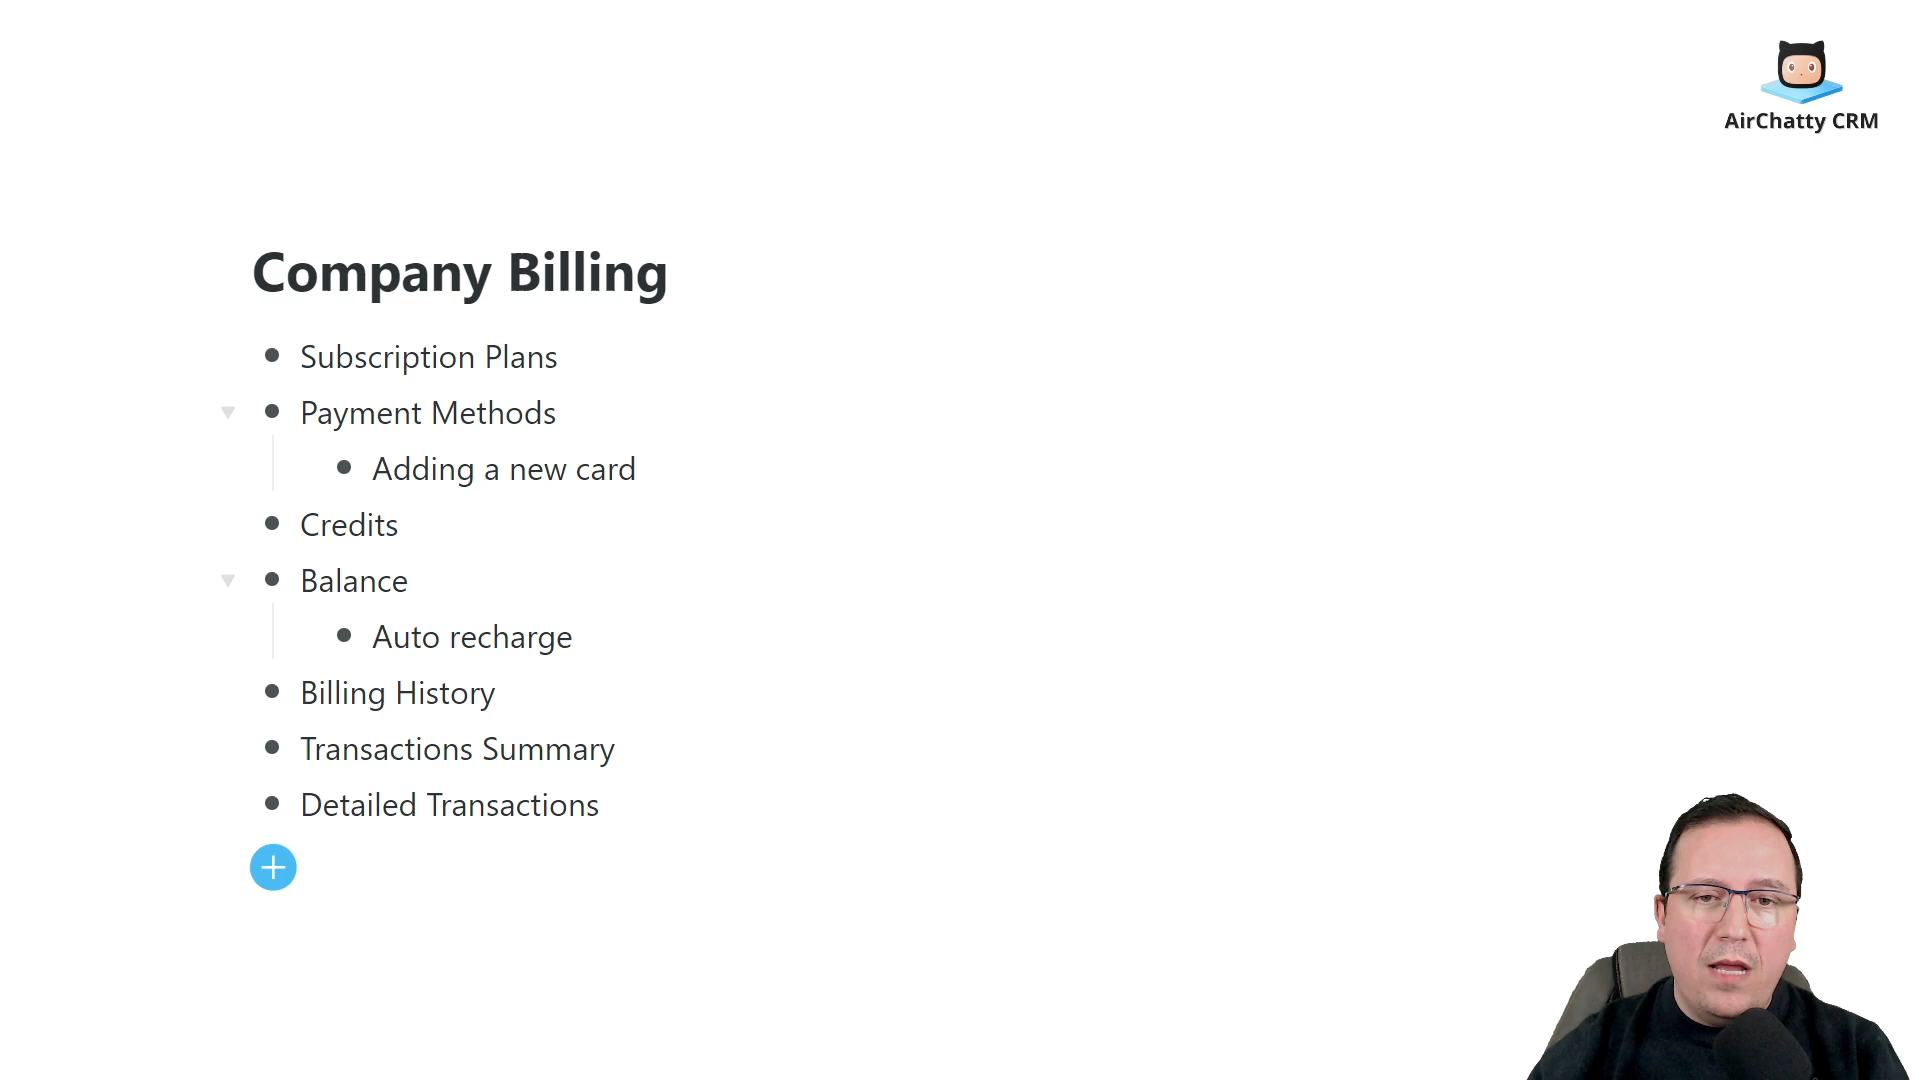 AirChatty CRM
Company Billing
Subscription Plans
Payment Methods
Adding a new card
Credits
Balance
Auto recharge
Billing History
Transactions Summary
Detailed Transactions